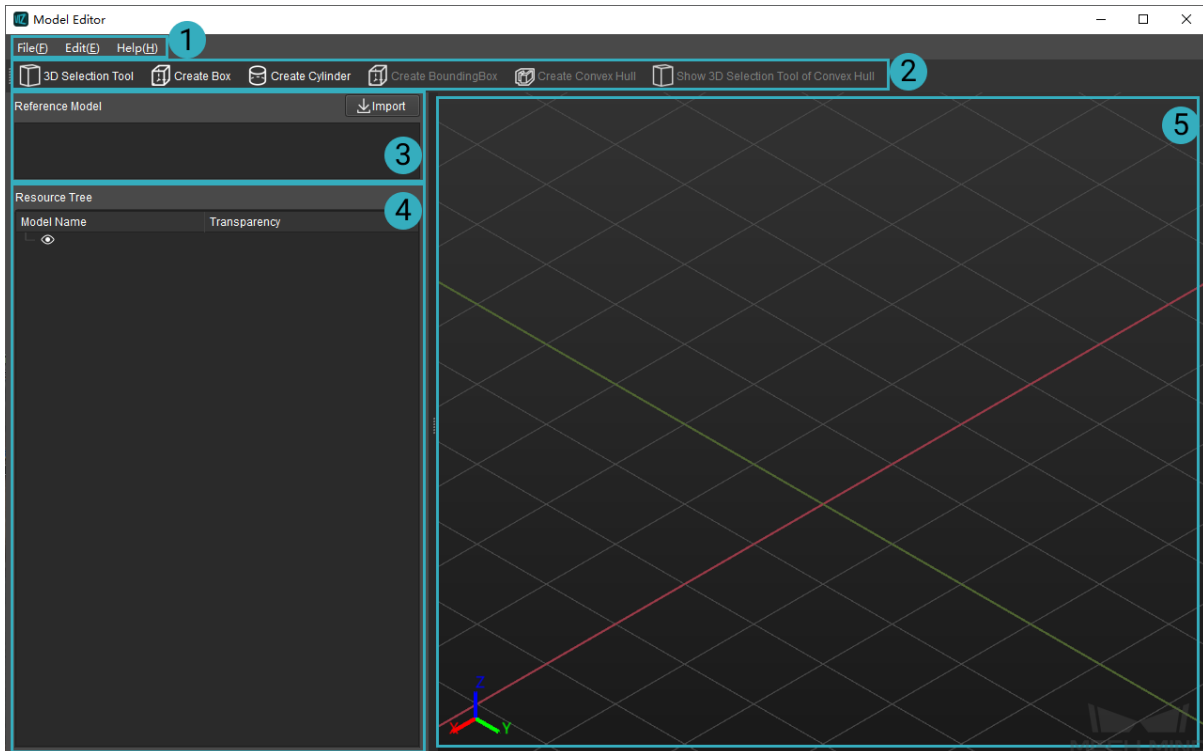 VIZ Model Editor
File(F) Edit(E) Help(H) 1
3D Selection Tool Create Box Create Cylinder Create BoundingBox Create Convex Hull Show 3D Selection Tool of Convex Hull 2
Reference Model Import
3
5
Resource Tree
4
Model Name Transparency
Z
X Y